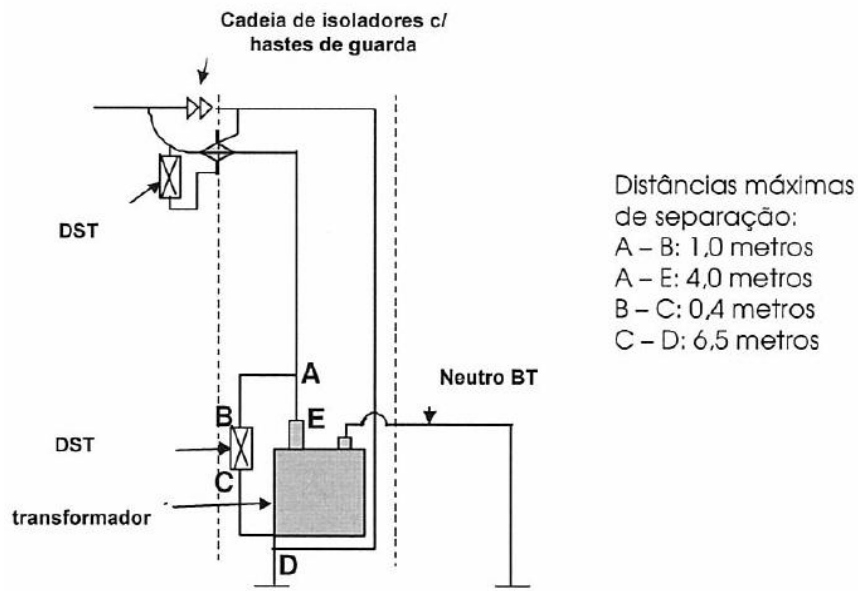 Cadeia de isoladores c/
hastes de guarda
DST
Distâncias máximas
de separação:
A – B: 1,0 metros
A – E: 4,0 metros
B – C: 0,4 metros
C – D: 6,5 metros
A
Neutro BT
B
E
DST
C
transformador
D